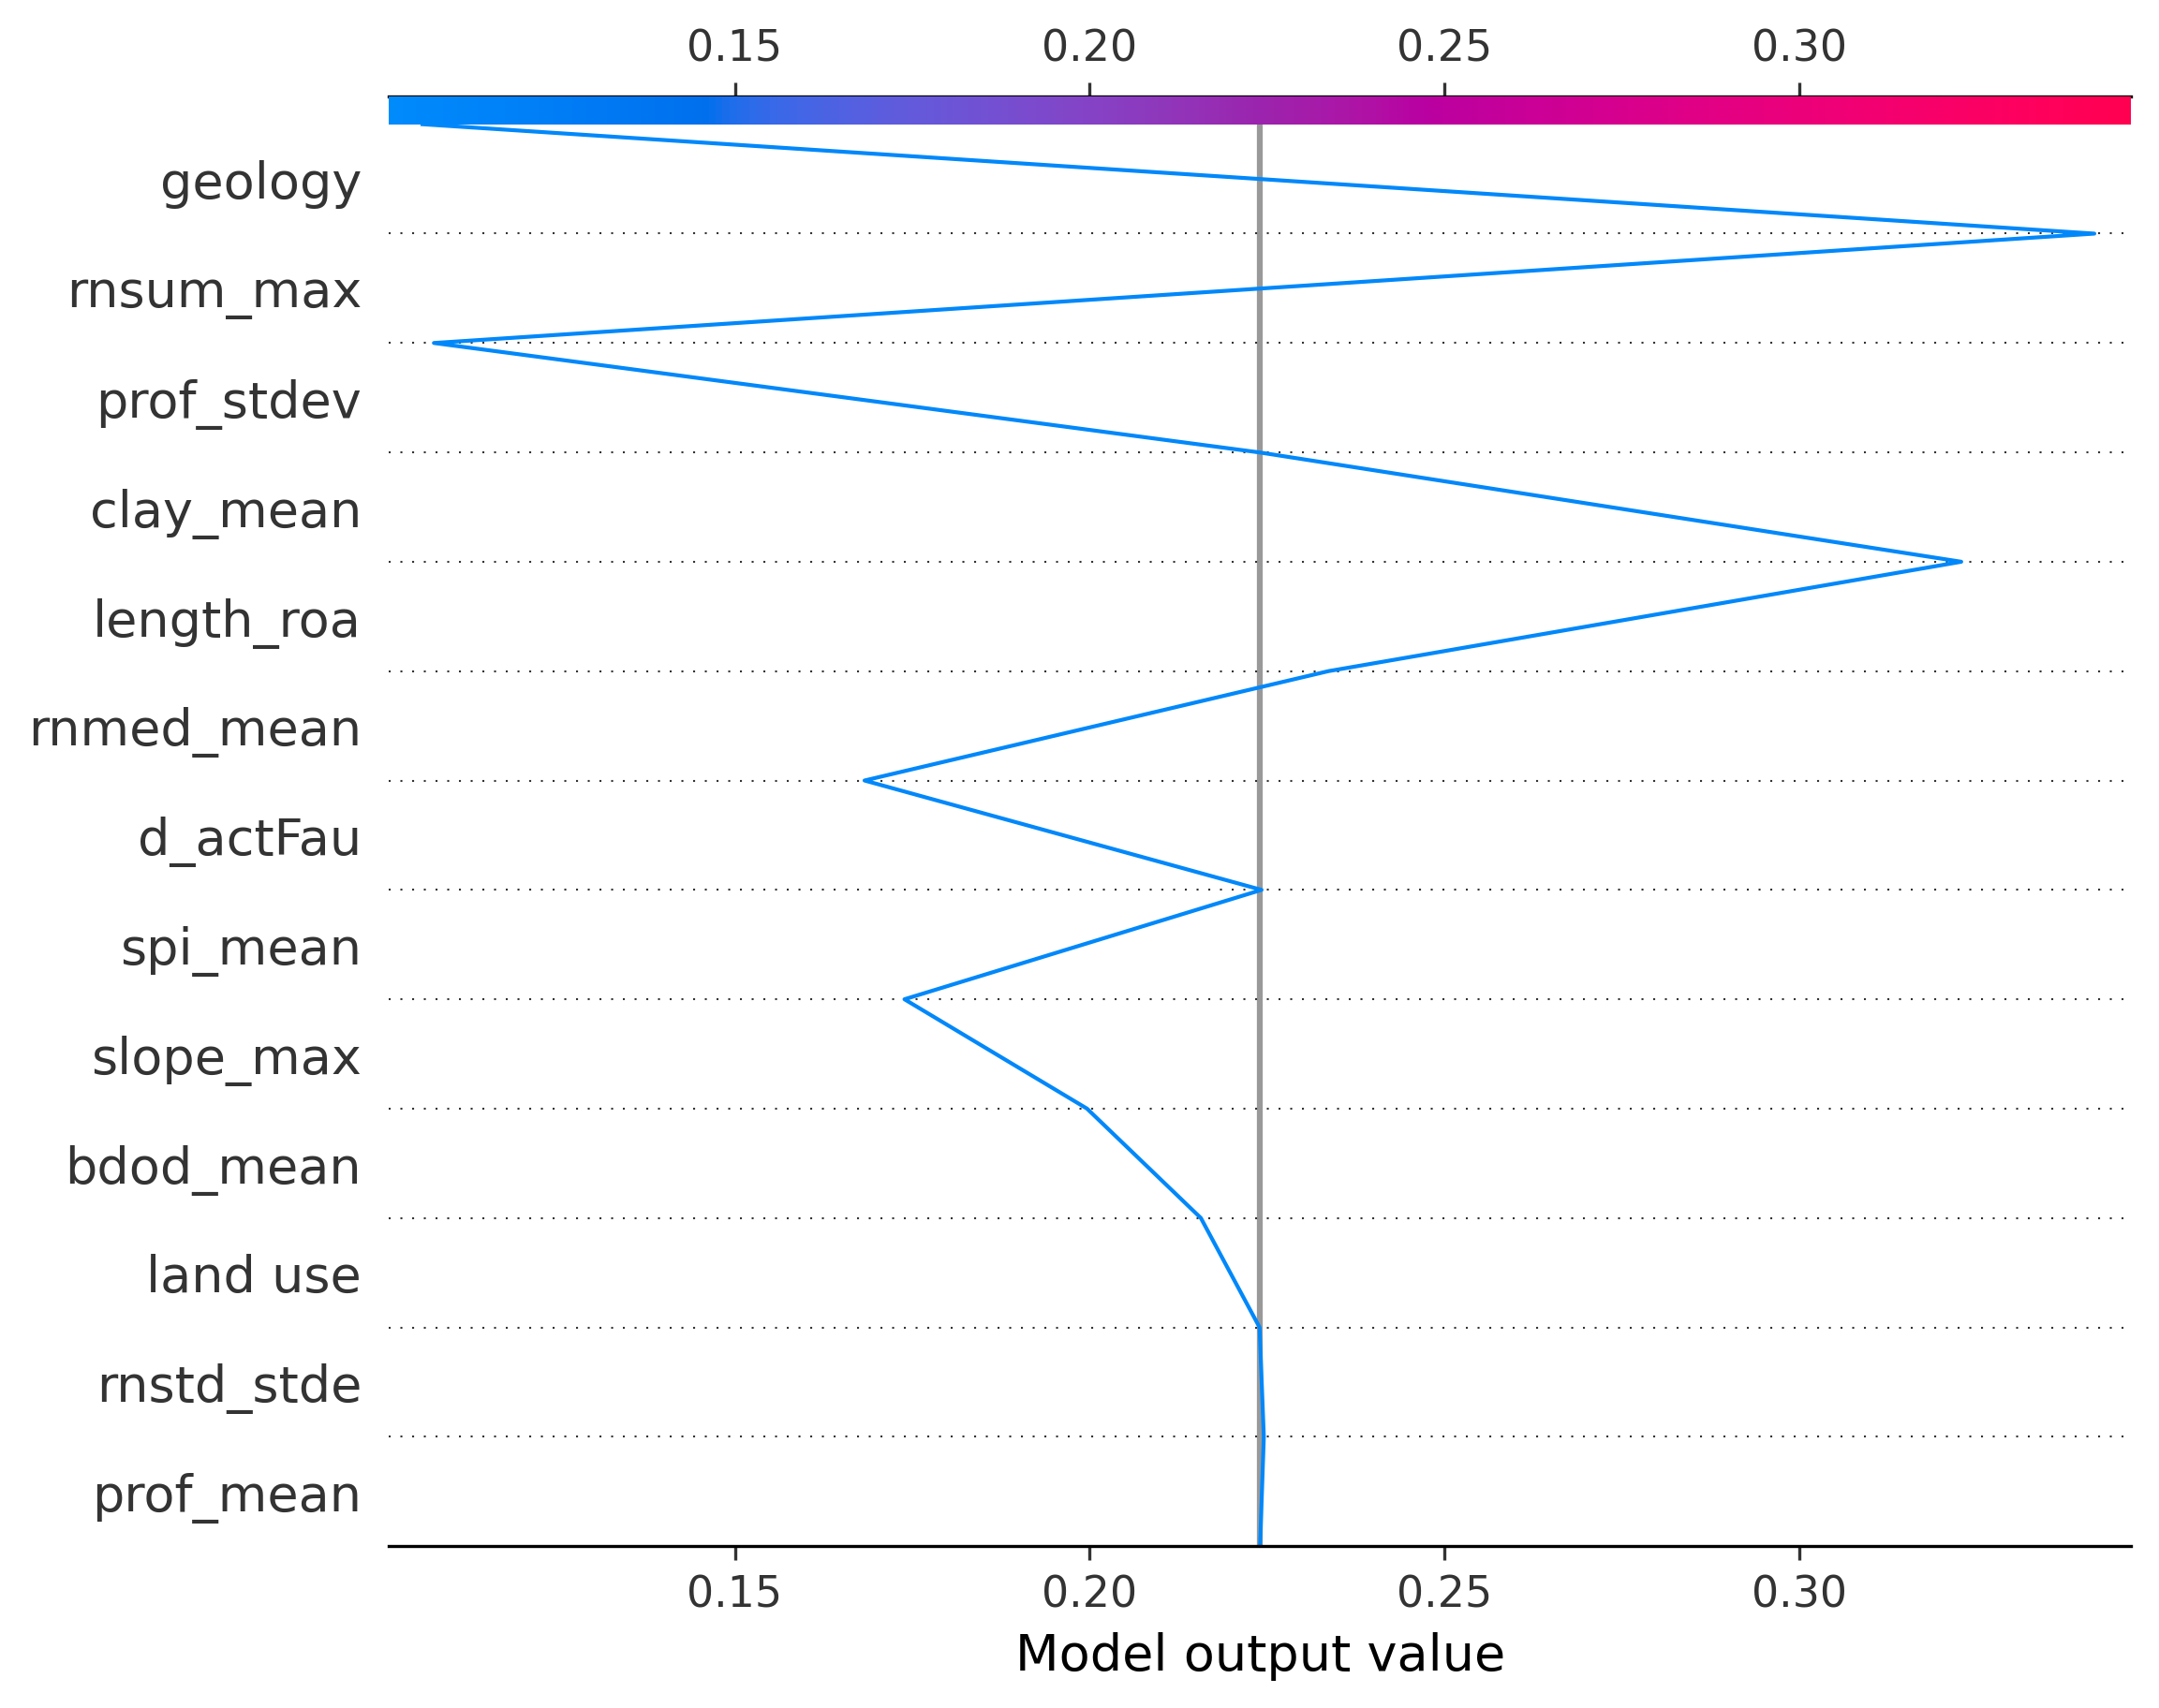 0.15 0.20 0.25 0.30
geology
rnsum_max
prof_stdev
clay_mean
length_roa
rnmed_mean
d_actFau
spi_mean
slope_max
bdod_mean
land use
rnstd_stde
prof_mean
0.15 0.20 0.25 0.30
Model output value